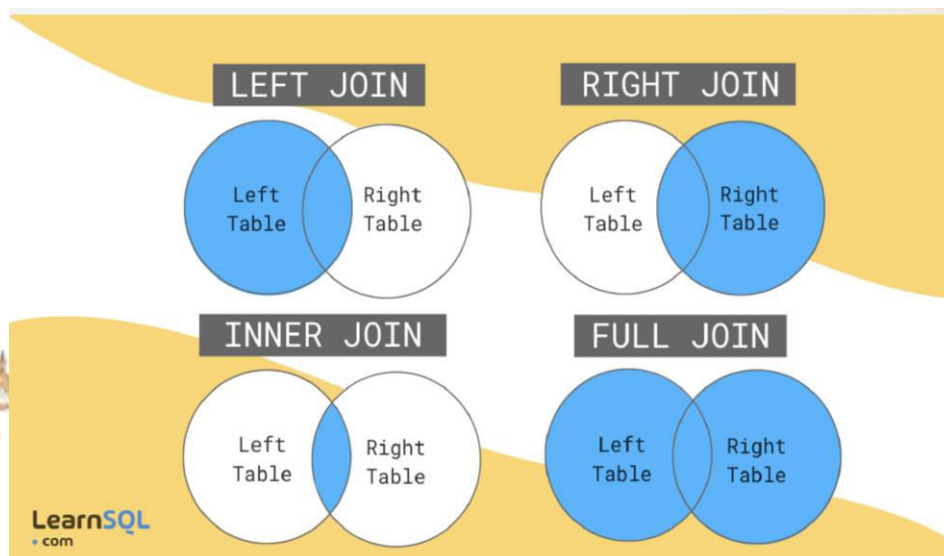 LEFT JOIN
Left
Table
Right
Table
RIGHT JOIN
Left
Table
Right
Table
INNER JOIN
Left
Table
Right
Table
FULL JOIN
Left
Table
Right
Table
LearnSQL
.com